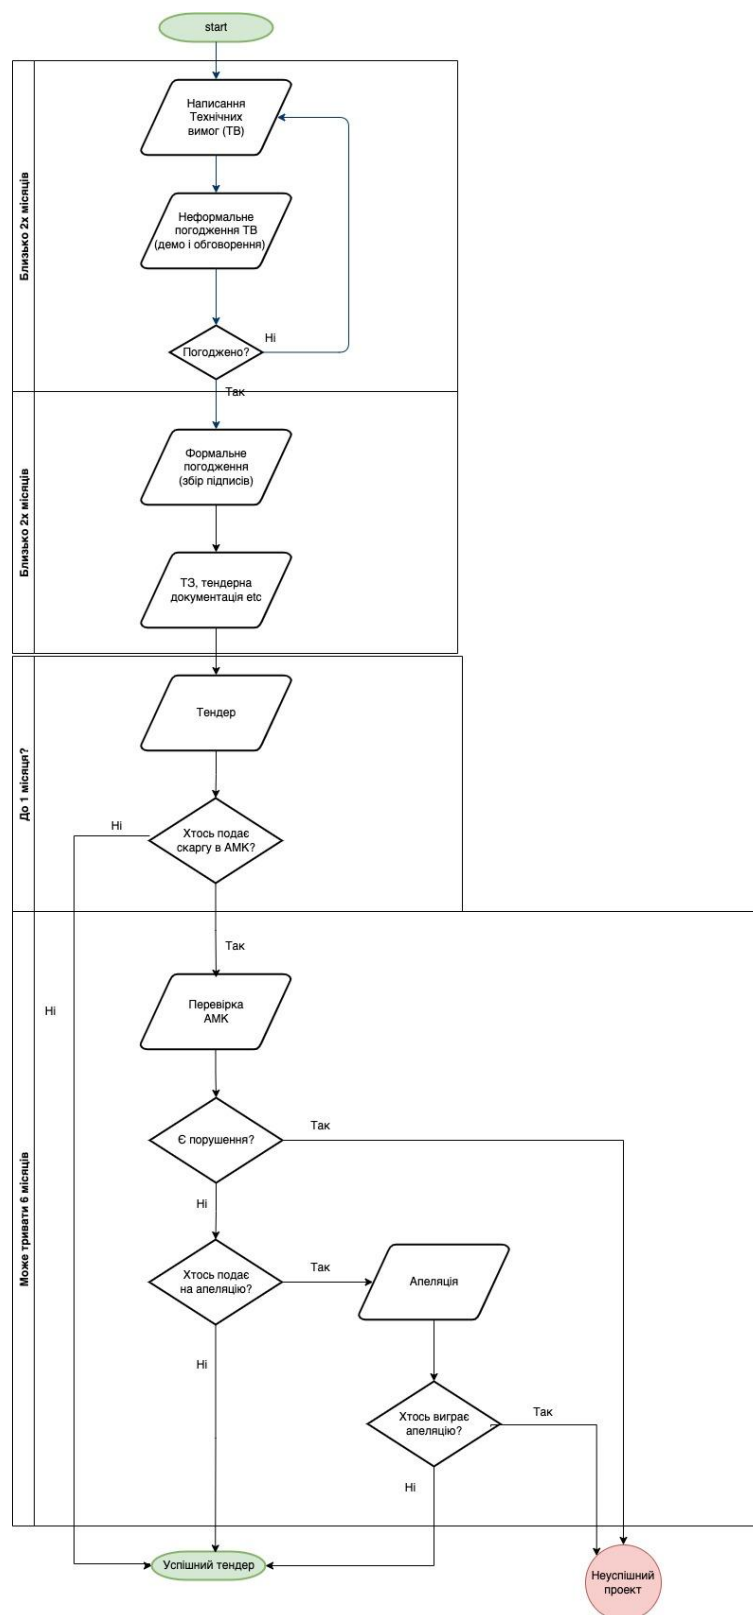 start
Близько 2х місяців
Написання
Технічних
вимог (ТВ)
Неформальне
погодження ТВ
(демо і обговорення)
Погоджено?
Ні
Так
Близько 2х місяців
Формальне
погодження
(збір підписів)
ТЗ, тендерна
документація etc
До 1 місяця?
Тендер
Ні
Хтось подає
скаргу в АМК?
Так
Може тривати 6 місяців
Ні
Перевірка
АМК
Є порушення?
Так
Ні
Хтось подає
на апеляцію?
Так
Апеляція
Ні
Хтось виграє
апеляцію?
Так
Ні
Успішний тендер
Неуспішний
проект